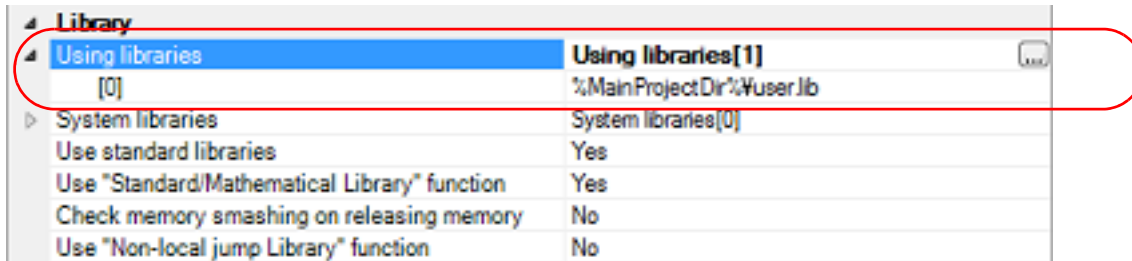 Library
Using libraries Using libraries[1] ...
[0] %MainProjectDir%¥user.lib
System libraries System libraries[0]
Use standard libraries Yes
Use "Standard/Mathematical Library" function Yes
Check memory smashing on releasing memory No
Use "Non-local jump Library" function No